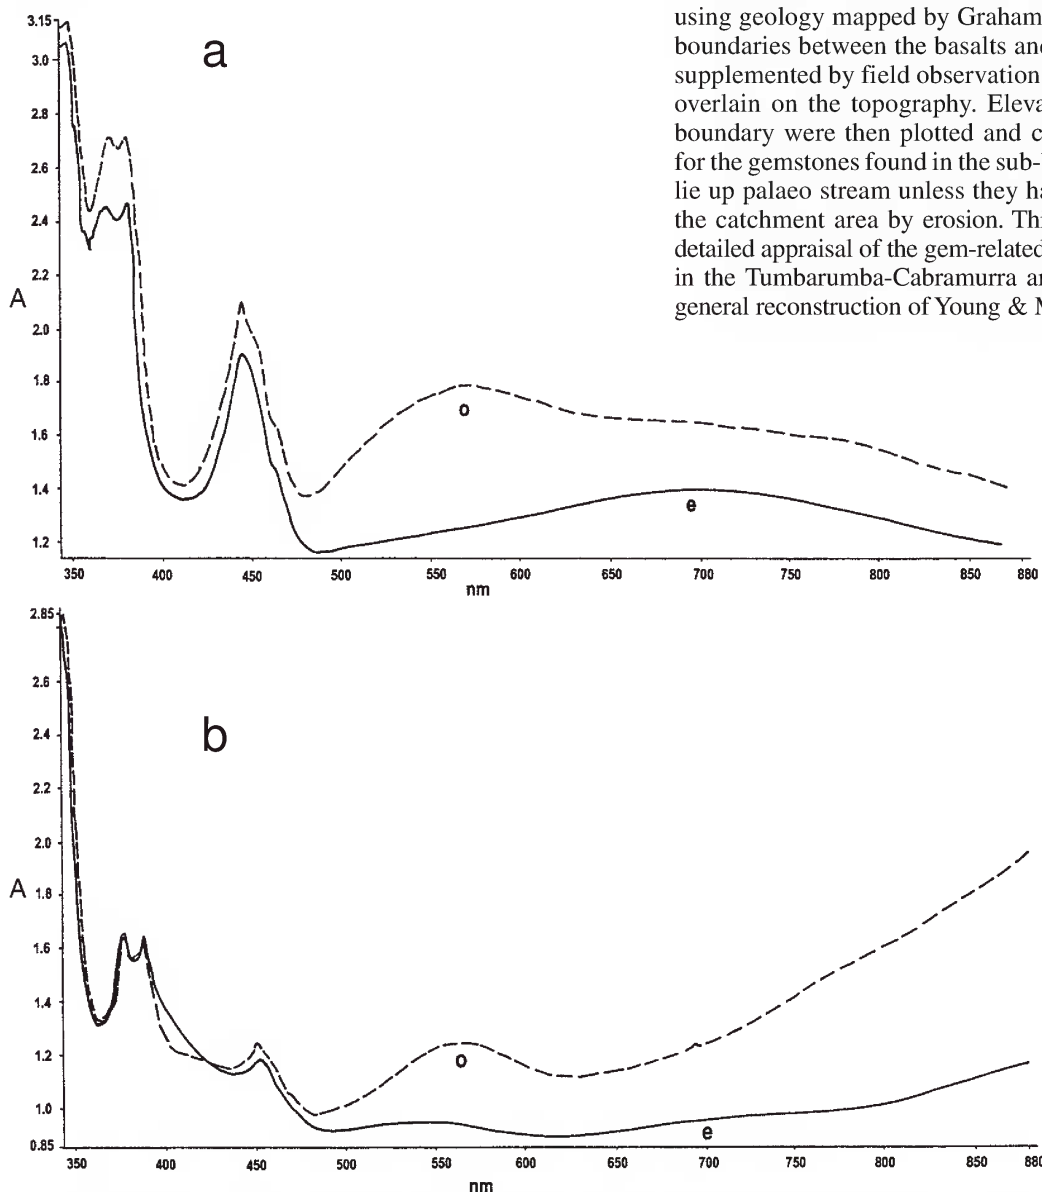 using geology mapped by Graham
boundaries between the basalts and
supplemented by field observation
overlain on the topography. Eleva
boundary were then plotted and c
for the gemstones found in the sub-
lie up palaeo stream unless they ha
the catchment area by erosion. Thi
detailed appraisal of the gem-related
in the Tumbarumba-Cabramurra ar
general reconstruction of Young & M
a
3.15
3.0
2.8
2.6
2.4
2.2
A
2.0
1.8
1.6
1.4
1.2
o
e
350 400 450 500 550 600 650 700 750 800 850 880
nm
b
2.85
2.6
2.4
2.2
2.0
A
1.8
1.6
1.4
1.2
1.0
0.85
o
e
350 400 450 500 550 600 650 700 750 800 850 880
nm